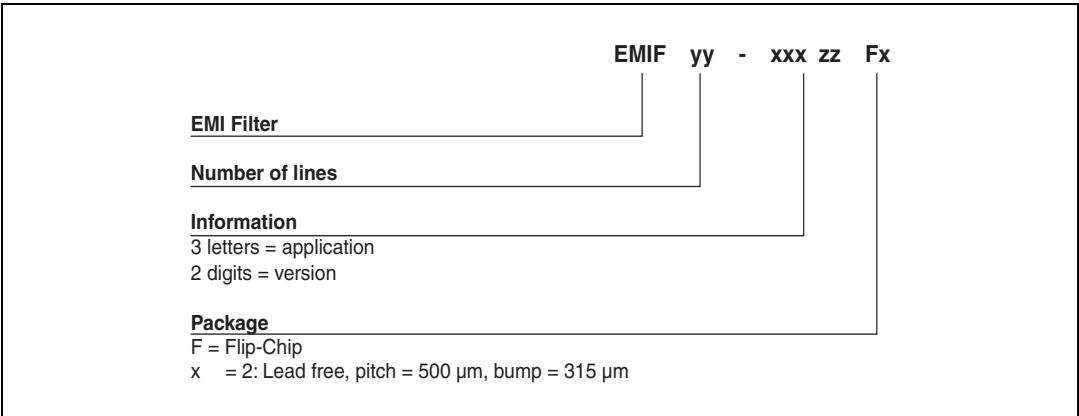 EMIF yy - xxx zz Fx
EMI Filter
Number of lines
Information
3 letters = application
2 digits = version
Package
F = Flip-Chip
x = 2: Lead free, pitch = 500 µm, bump = 315 µm